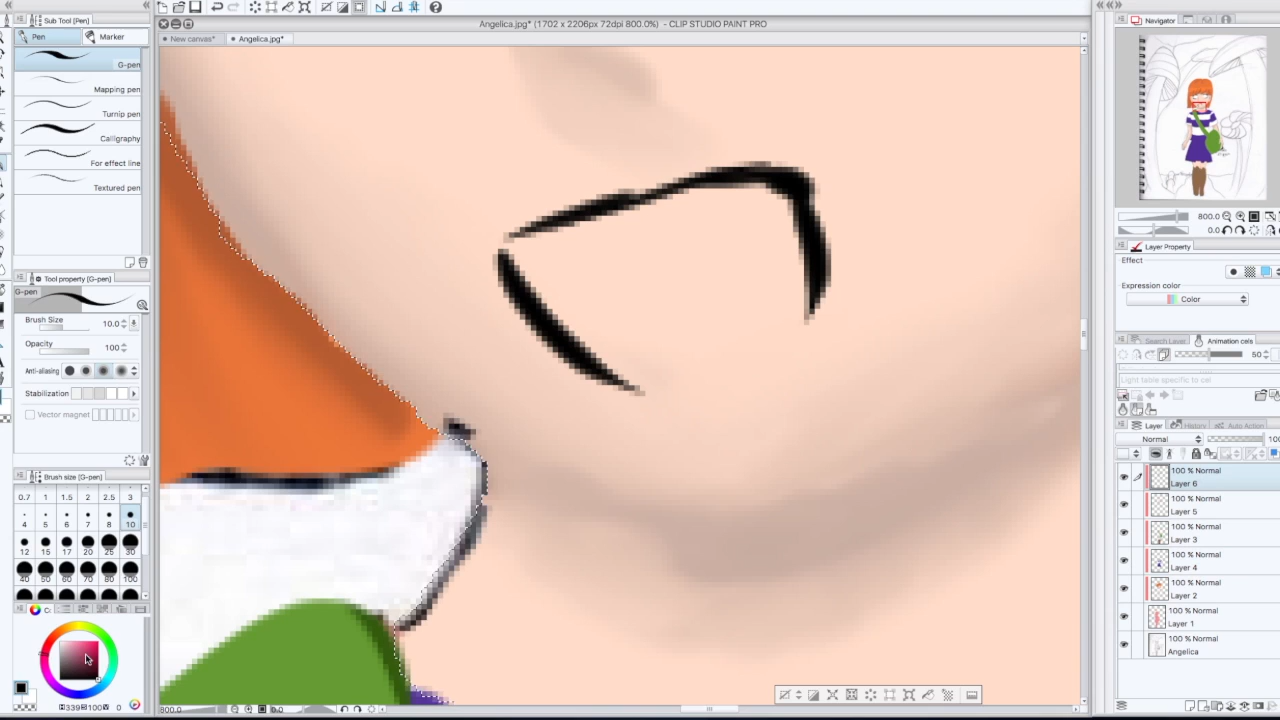 Angelica.jpg* (1702 x 2206px 72dpi 800.0%) - CLIP STUDIO PAINT PRO
Sub Tool [Pen]
New canvas*
Angelica.jpg*
Navigator
Pen
Marker
G-pen
Mapping pen
Turnip pen
Calligraphy
For effect line
Textured pen
800.0
0.0
Layer Property
Effect
Expression color
Color
Tool property [G-pen]
G-pen
Brush Size
10.0
Opacity
100
Anti-aliasing
Stabilization
Vector magnet
Search Layer
Animation cels
50
Light table specific to cel
Layer
History
Auto Action
Normal
100
100 % Normal
Layer 6
100 % Normal
Layer 5
100 % Normal
Layer 3
100 % Normal
Layer 4
100 % Normal
Layer 2
100 % Normal
Layer 1
100 % Normal
Angelica
Brush size [G-pen]
0.7 1 1.5 2 2.5 3
4 5 6 7 8 10
12 15 17 20 25 30
40 50 60 70 80 100
H 339 S 100 V 0
800.0
0.0